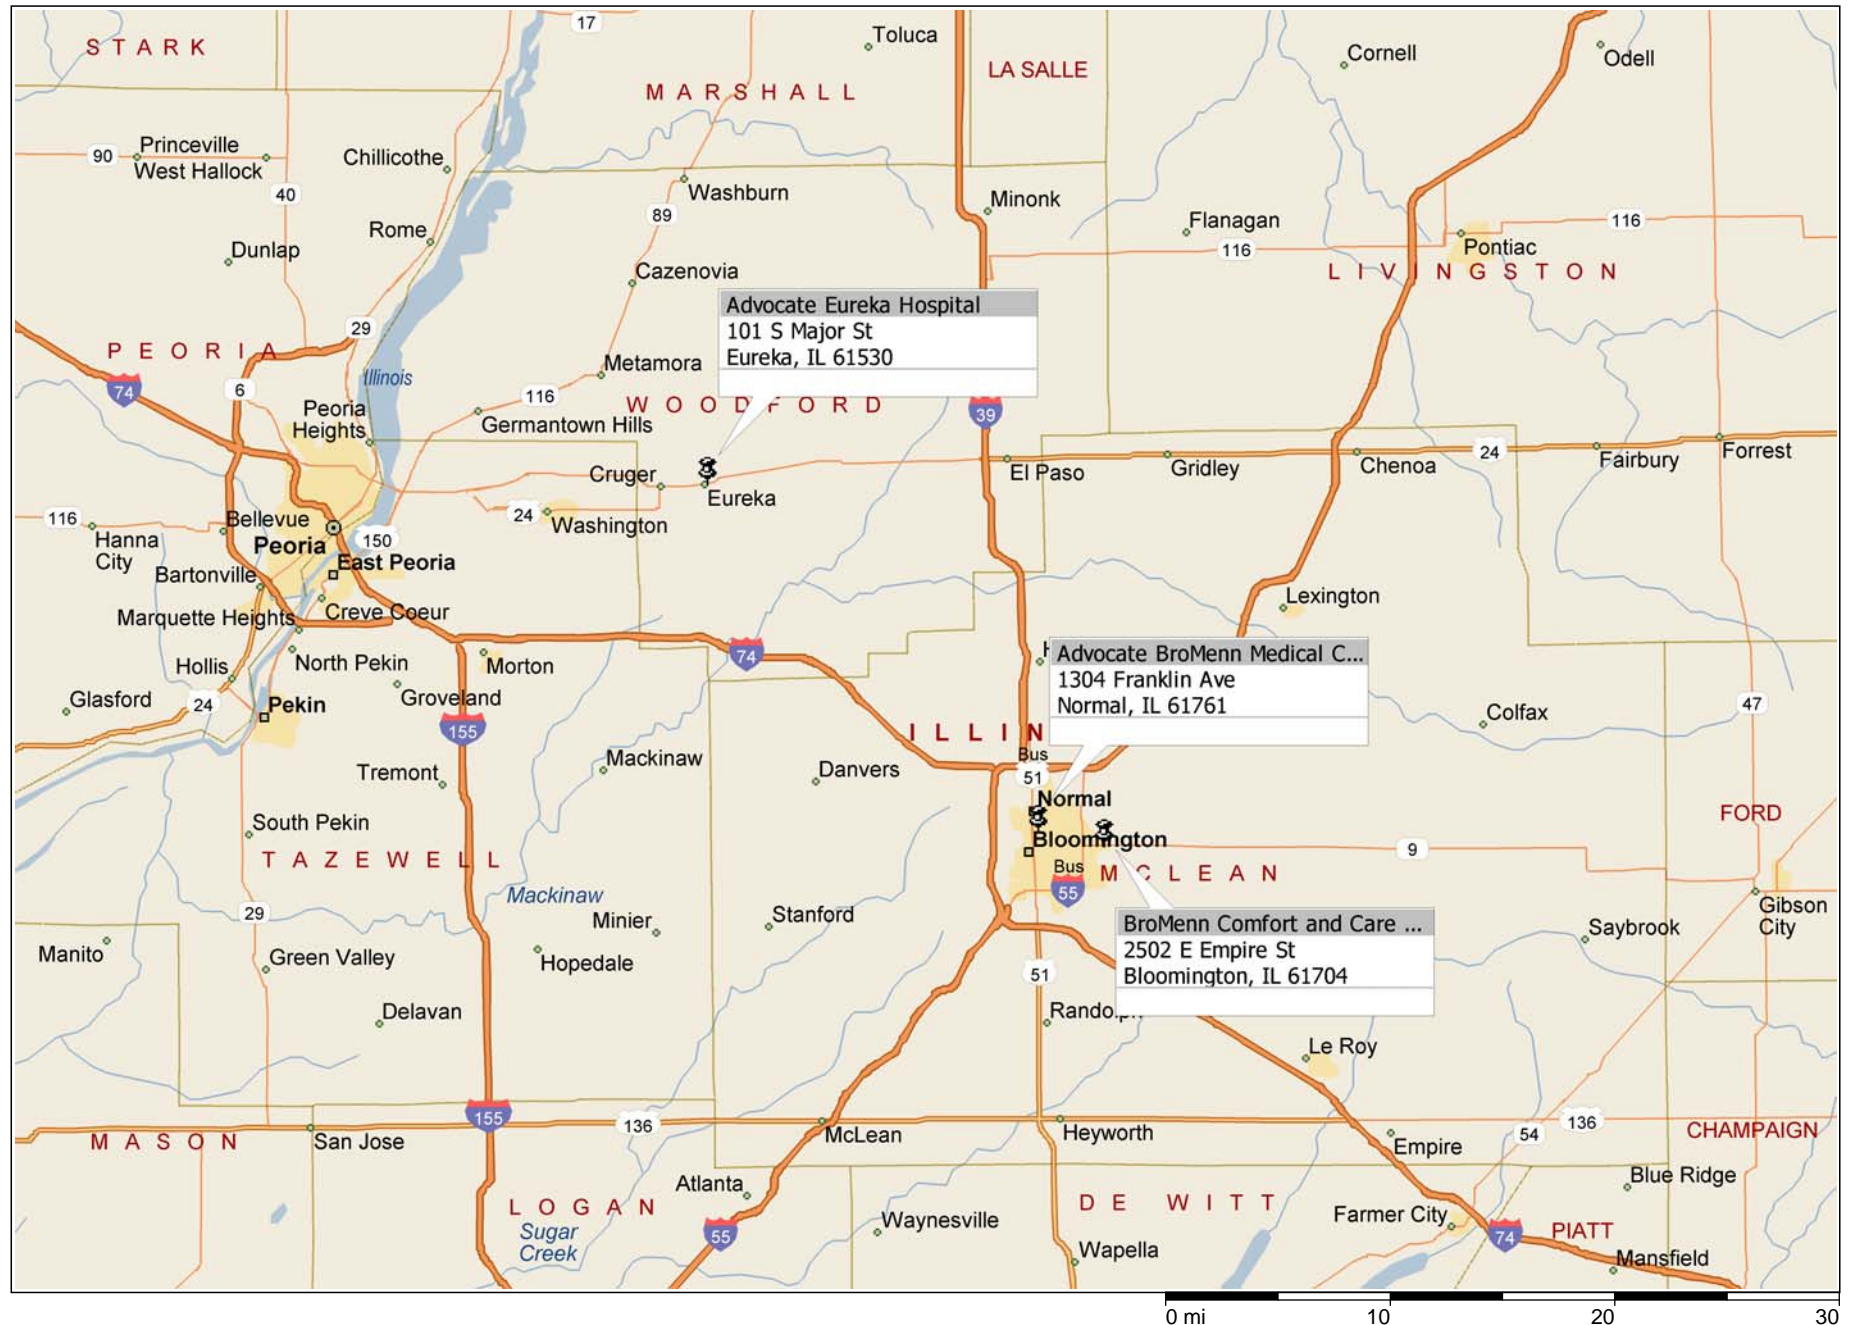 17
Toluca
STARK
LA SALLE
Cornell
Odell
MARSHALL
Princeville
90
West Hallock
Chillicothe
40
Washburn
89
Minonk
Flanagan
116
116
Rome
Dunlap
Pontiac
LIVINGSTON
Cazenovia
Advocate Eureka Hospital
101 S Major St
Eureka, IL 61530
29
PEORIA
Illinois
Metamora
74
6
116
WOODFORD
39
Peoria
Heights
Germantown Hills
24
Forrest
Fairbury
Chenoa
Gridley
El Paso
Cruger
Eureka
24
Washington
116
Hanna
City
Bellevue
Peoria
150
East Peoria
Bartonville
Creve Coeur
Marquette Heights
Lexington
74
H
Advocate BroMenn Medical C...
1304 Franklin Ave
Normal, IL 61761
Hollis
North Pekin
Morton
Groveland
Glasford
24
Pekin
155
47
Colfax
ILLIN
Bus
51
Mackinaw
Danvers
Tremont
Normal
Bloomington
South Pekin
TAZEWELL
FORD
9
Bus
55
MCLEAN
Mackinaw
Minier
Stanford
BroMenn Comfort and Care ...
2502 E Empire St
Bloomington, IL 61704
29
Gibson
City
Saybrook
Manito
Green Valley
Hopedale
51
Delavan
Le Roy
155
136
136
54
MASON
San Jose
McLean
Heyworth
Empire
CHAMPAIGN
Atlanta
Blue Ridge
LOGAN
DE WITT
Farmer City
Sugar
Creek
55
Waynesville
74
PIATT
Wapella
Mansfield
0 mi
10
20
30